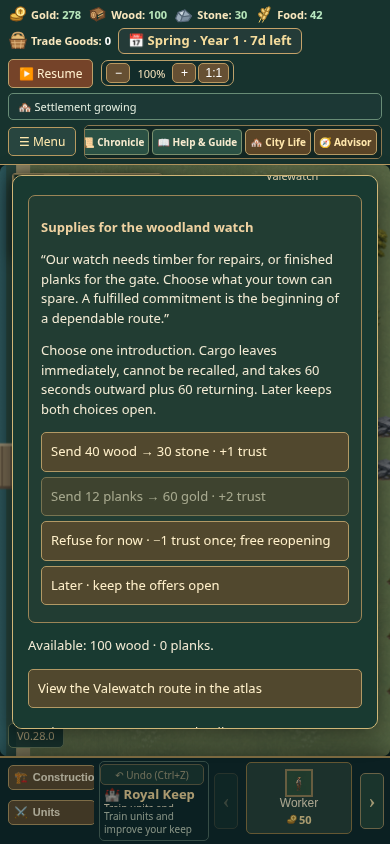 Gold: 278 Wood: 100 Stone: 30 Food: 42
Trade Goods: 0 Spring · Year 1 · 7d left
Resume − 100% + 1:1
Settlement growing
☰ Menu Chronicle Help & Guide City Life Advisor
Valewatch
Supplies for the woodland watch
“Our watch needs timber for repairs, or finished
planks for the gate. Choose what your town can
spare. A fulfilled commitment is the beginning of
a dependable route.”
Choose one introduction. Cargo leaves
immediately, cannot be recalled, and takes 60
seconds outward plus 60 returning. Later keeps
both choices open.
Send 40 wood → 30 stone · +1 trust
Send 12 planks → 60 gold · +2 trust
Refuse for now · −1 trust once; free reopening
Later · keep the offers open
Available: 100 wood · 0 planks.
View the Valewatch route in the atlas
V0.28.0
Constructio
Units
↶ Undo (Ctrl+Z)
Royal Keep
Train units and
Train units and
improve your keep
‹
Worker
50
›